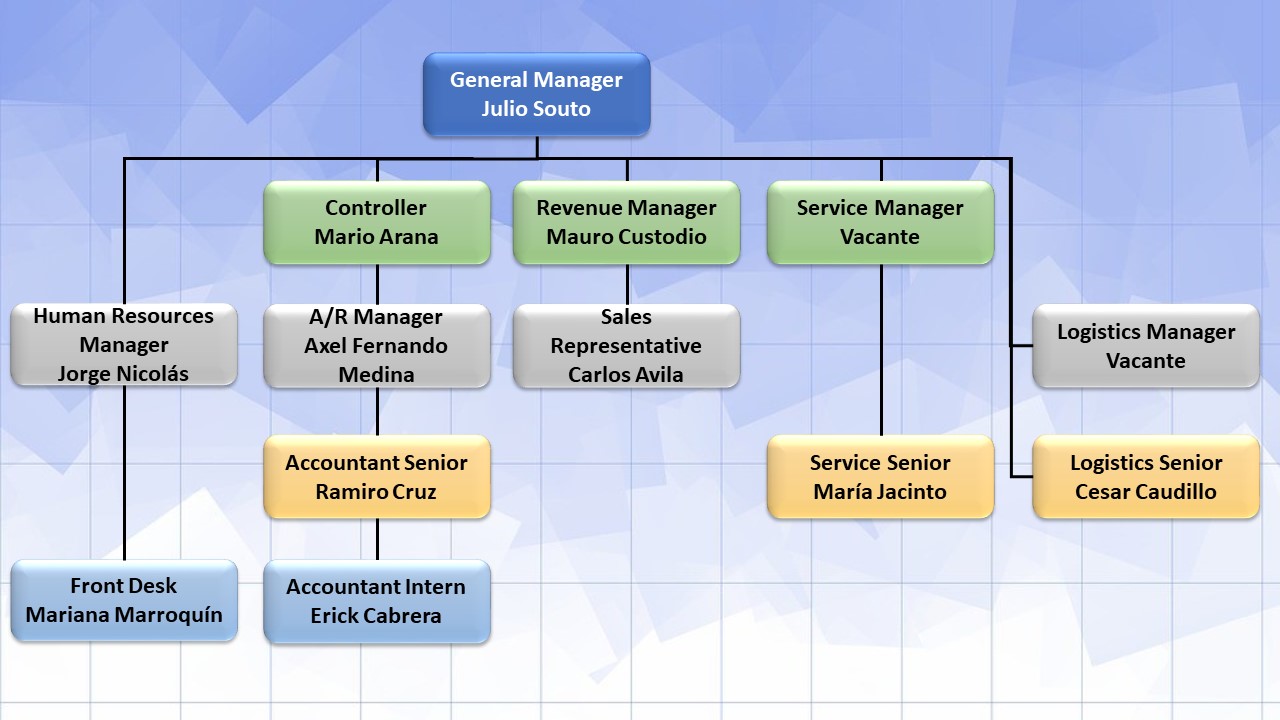 General Manager
Julio Souto
Controller
Mario Arana
Revenue Manager
Mauro Custodio
Service Manager
Vacante
Human Resources
Manager
Jorge Nicolás
A/R Manager
Axel Fernando
Medina
Sales
Representative
Carlos Avila
Logistics Manager
Vacante
Accountant Senior
Ramiro Cruz
Service Senior
María Jacinto
Logistics Senior
Cesar Caudillo
Front Desk
Mariana Marroquín
Accountant Intern
Erick Cabrera